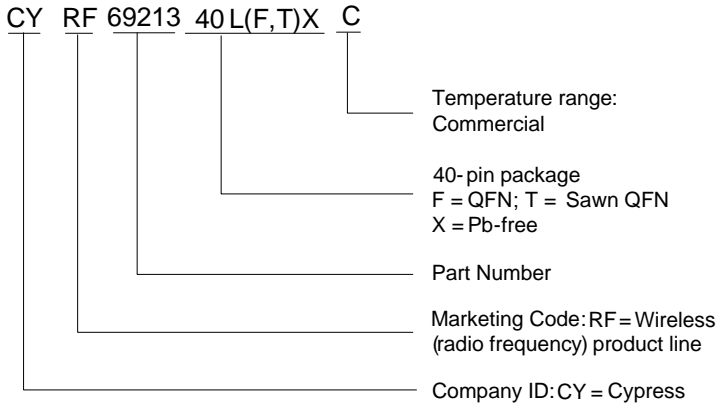 CY RF 69213 40 L(F,T)X C
Temperature range:
Commercial
40-pin package
F = QFN; T = Sawn QFN
X = Pb-free
Part Number
Marketing Code: RF = Wireless
(radio frequency) product line
Company ID: CY = Cypress